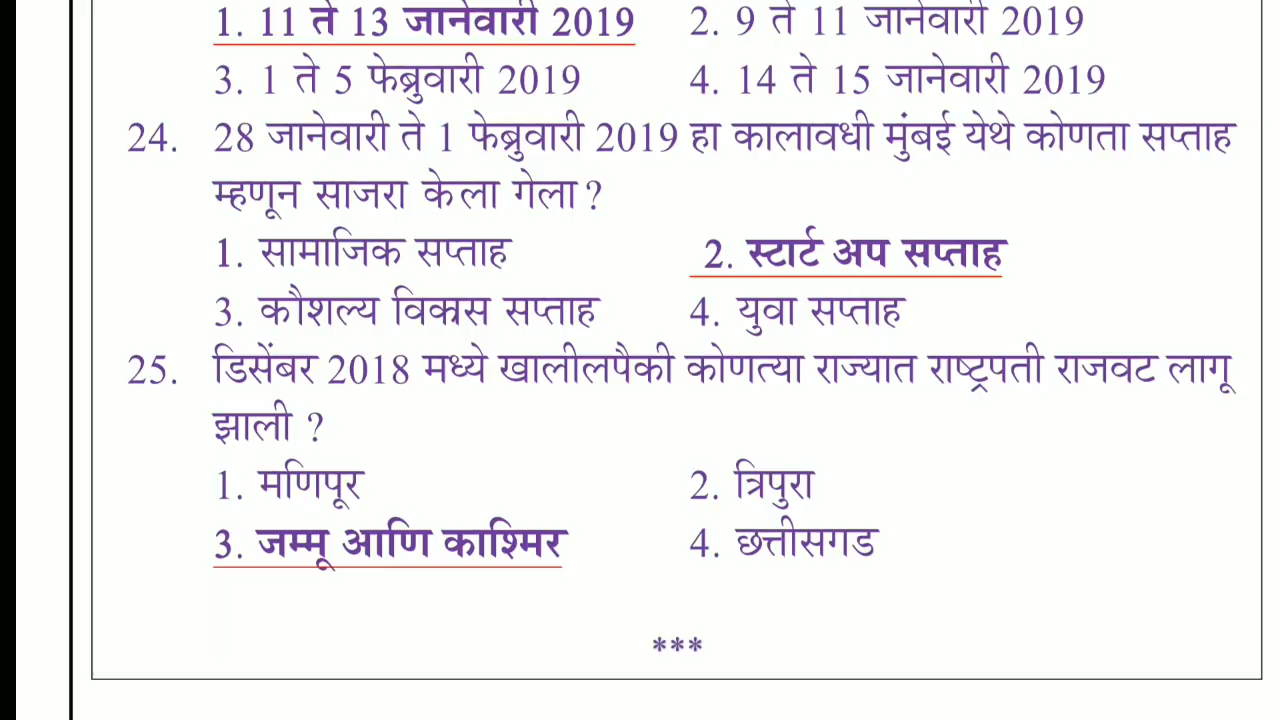 1. 11 ते 13 जानेवारी 2019 2. 9 ते 11 जानेवारी 2019
3. 1 ते 5 फेब्रुवारी 2019 4. 14 ते 15 जानेवारी 2019
24. 28 जानेवारी ते 1 फेब्रुवारी 2019 हा कालावधी मुंबई येथे कोणता सप्ताह
म्हणून साजरा केला गेला?
1. सामाजिक सप्ताह 2. स्टार्ट अप सप्ताह
3. कौशल्य विकास सप्ताह 4. युवा सप्ताह
25. डिसेंबर 2018 मध्ये खालीलपैकी कोणत्या राज्यात राष्ट्रपती राजवट लागू
झाली ?
1. मणिपूर 2. त्रिपुरा
3. जम्मू आणि काश्मिर 4. छत्तीसगड
***